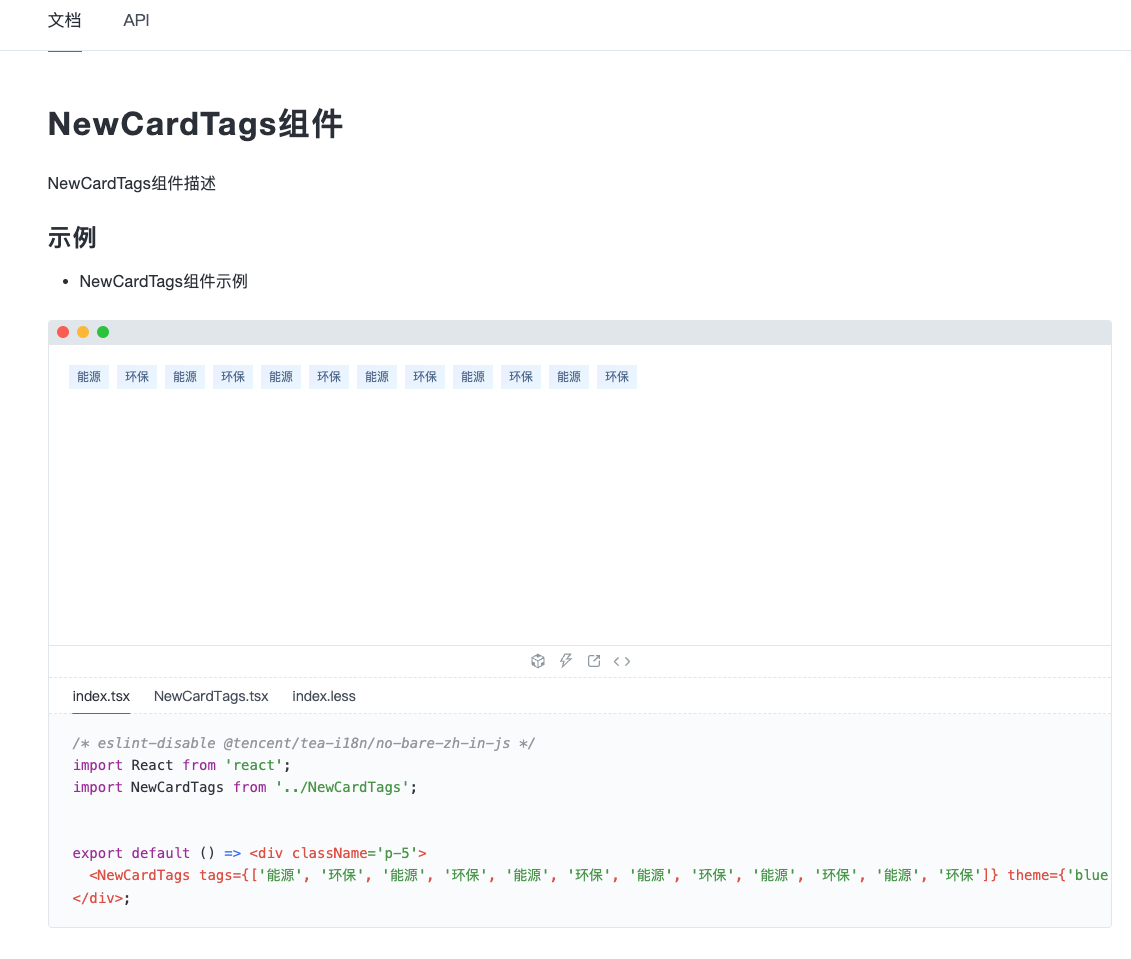 文档 API
NewCardTags组件
NewCardTags组件描述
示例
NewCardTags组件示例
能源 环保 能源 环保 能源 环保 能源 环保 能源 环保 能源 环保
index.tsx NewCardTags.tsx index.less
/* eslint-disable @tencent/tea-i18n/no-bare-zh-in-js */
import React from 'react';
import NewCardTags from '../NewCardTags';
export default () => <div className='p-5'>
<NewCardTags tags={['能源', '环保', '能源', '环保', '能源', '环保', '能源', '环保', '能源', '环保', '能源', '环保']} theme={'blue
</div>;